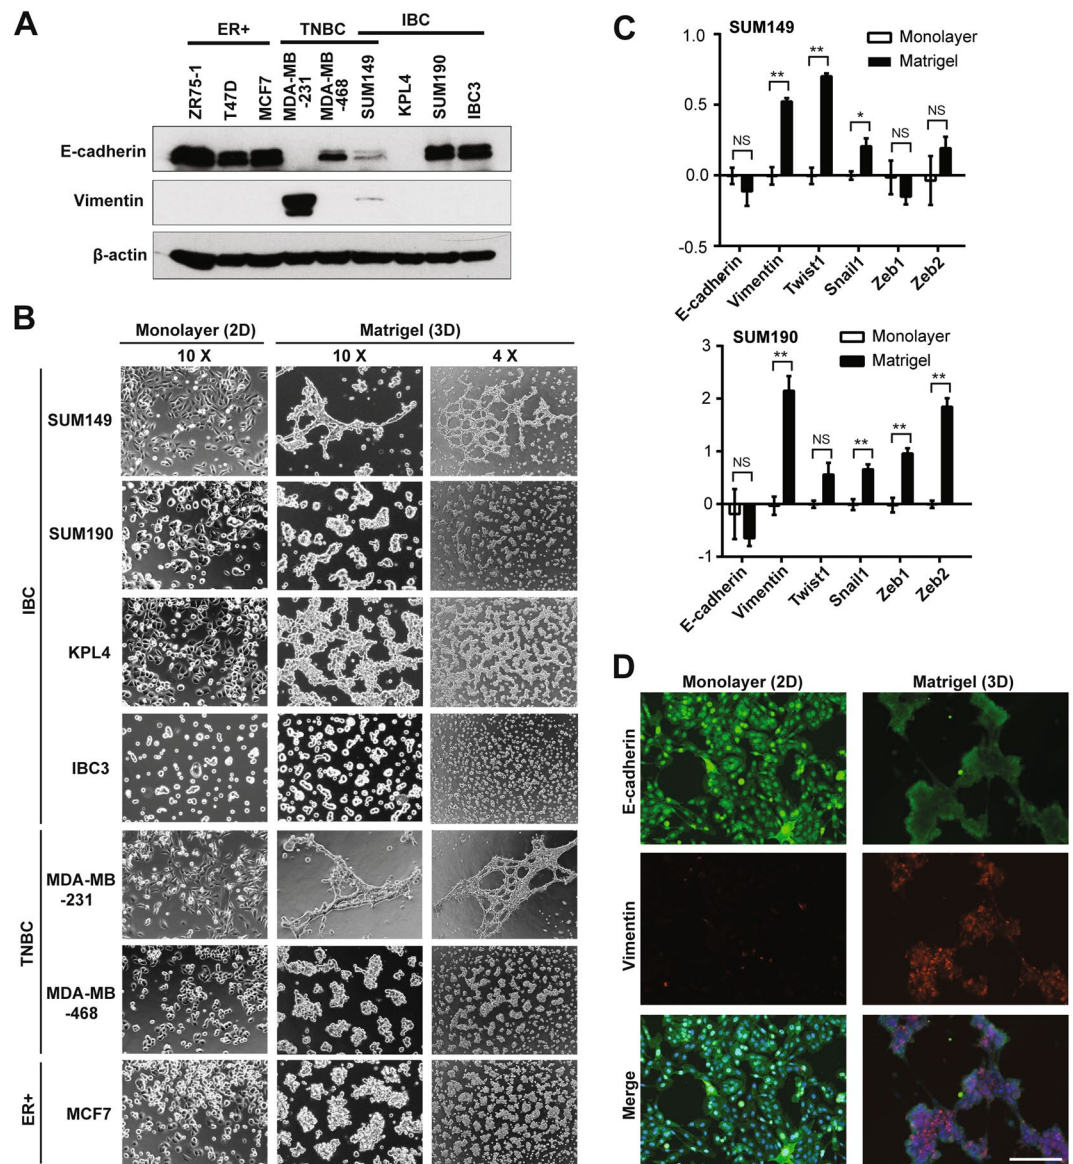 A
ER+
TNBC
IBC
ZR75-1
T47D
MCF7
MDA-MB
-231
MDA-MB
-468
SUM149
KPL4
SUM190
IBC3
E-cadherin
Vimentin
β-actin
B
Monolayer (2D)
Matrigel (3D)
10 X
10 X
4 X
IBC
SUM149
SUM190
KPL4
IBC3
TNBC
MDA-MB
-231
MDA-MB
-468
ER+
MCF7
C
SUM149
Monolayer
Matrigel
1.0
0.5
0.0
-0.5
NS
**
**
*
NS
NS
E-cadherin
Vimentin
Twist1
Snail1
Zeb1
Zeb2
SUM190
Monolayer
Matrigel
3
2
1
0
-1
NS
**
NS
**
**
**
E-cadherin
Vimentin
Twist1
Snail1
Zeb1
Zeb2
D
Monolayer (2D)
Matrigel (3D)
E-cadherin
Vimentin
Merge